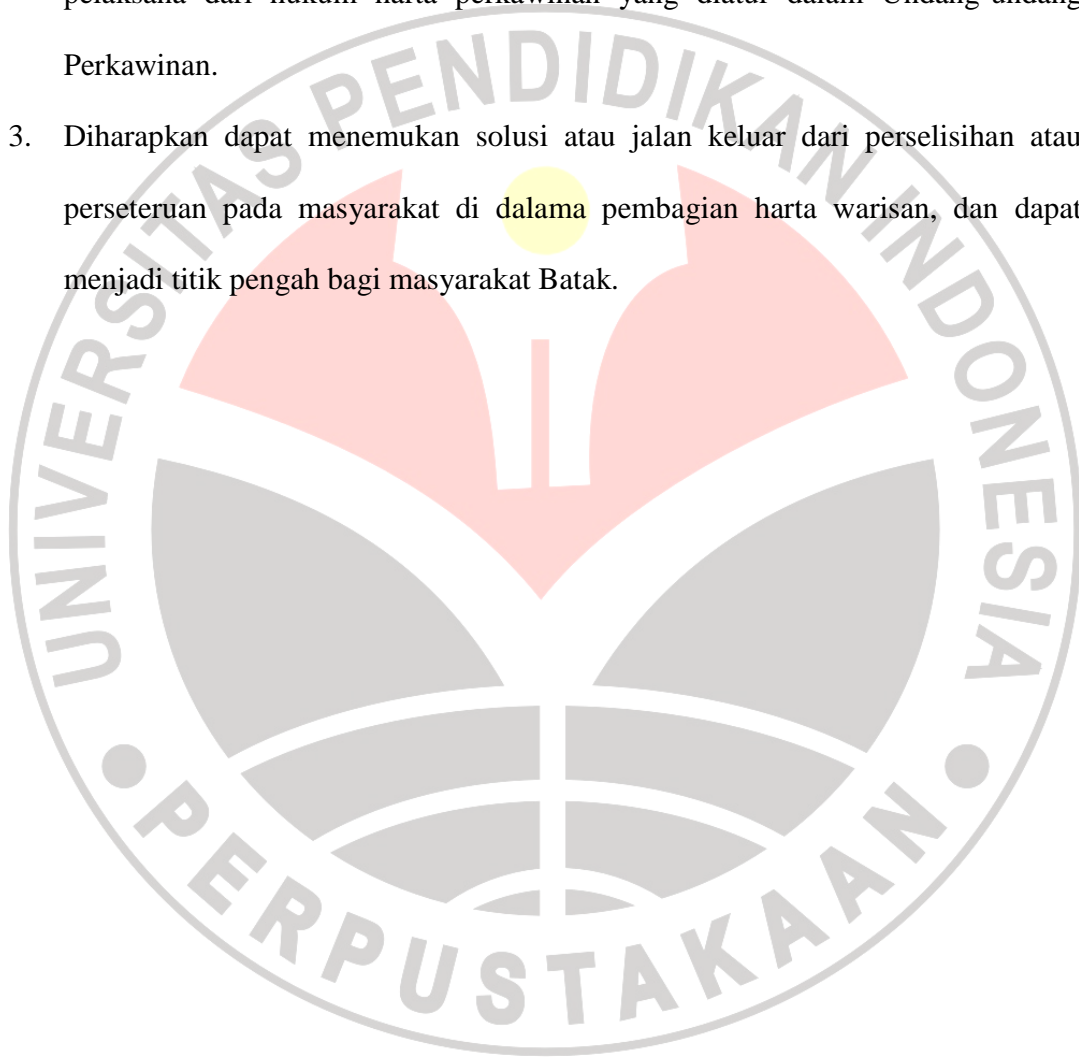 pelaksana dari hukum harta perkawinan yang diatur dalam Undang-undang
Perkawinan.
3. Diharapkan dapat menemukan solusi atau jalan keluar dari perselisihan atau
perseteruan pada masyarakat di dalama pembagian harta warisan, dan dapat
menjadi titik pengah bagi masyarakat Batak.
UNIVERSITAS PENDIDIKAN INDONESIA
PERPUSTAKAAN